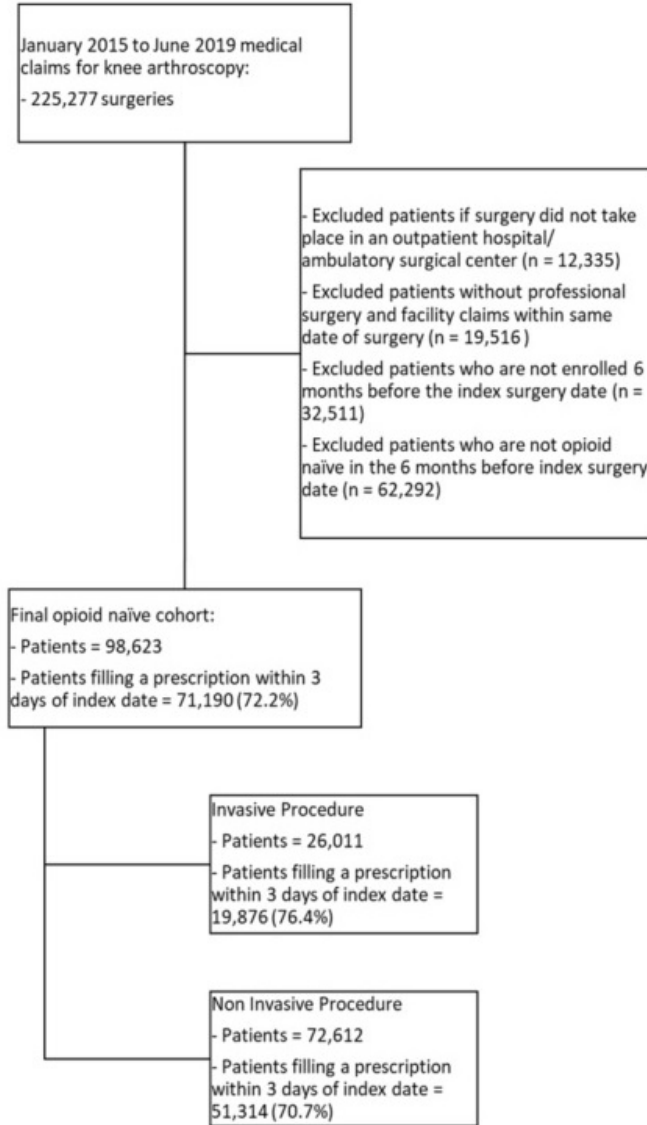 January 2015 to June 2019 medical
claims for knee arthroscopy:
- 225,277 surgeries
- Excluded patients if surgery did not take
place in an outpatient hospital/
ambulatory surgical center (n = 12,335)
- Excluded patients without professional
surgery and facility claims within same
date of surgery (n = 19,516 )
- Excluded patients who are not enrolled 6
months before the index surgery date (n =
32,511)
- Excluded patients who are not opioid
naïve in the 6 months before index surgery
date (n = 62,292)
Final opioid naïve cohort:
- Patients = 98,623
- Patients filling a prescription within 3
days of index date = 71,190 (72.2%)
Invasive Procedure
- Patients = 26,011
- Patients filling a prescription
within 3 days of index date =
19,876 (76.4%)
Non Invasive Procedure
- Patients = 72,612
- Patients filling a prescription
within 3 days of index date =
51,314 (70.7%)